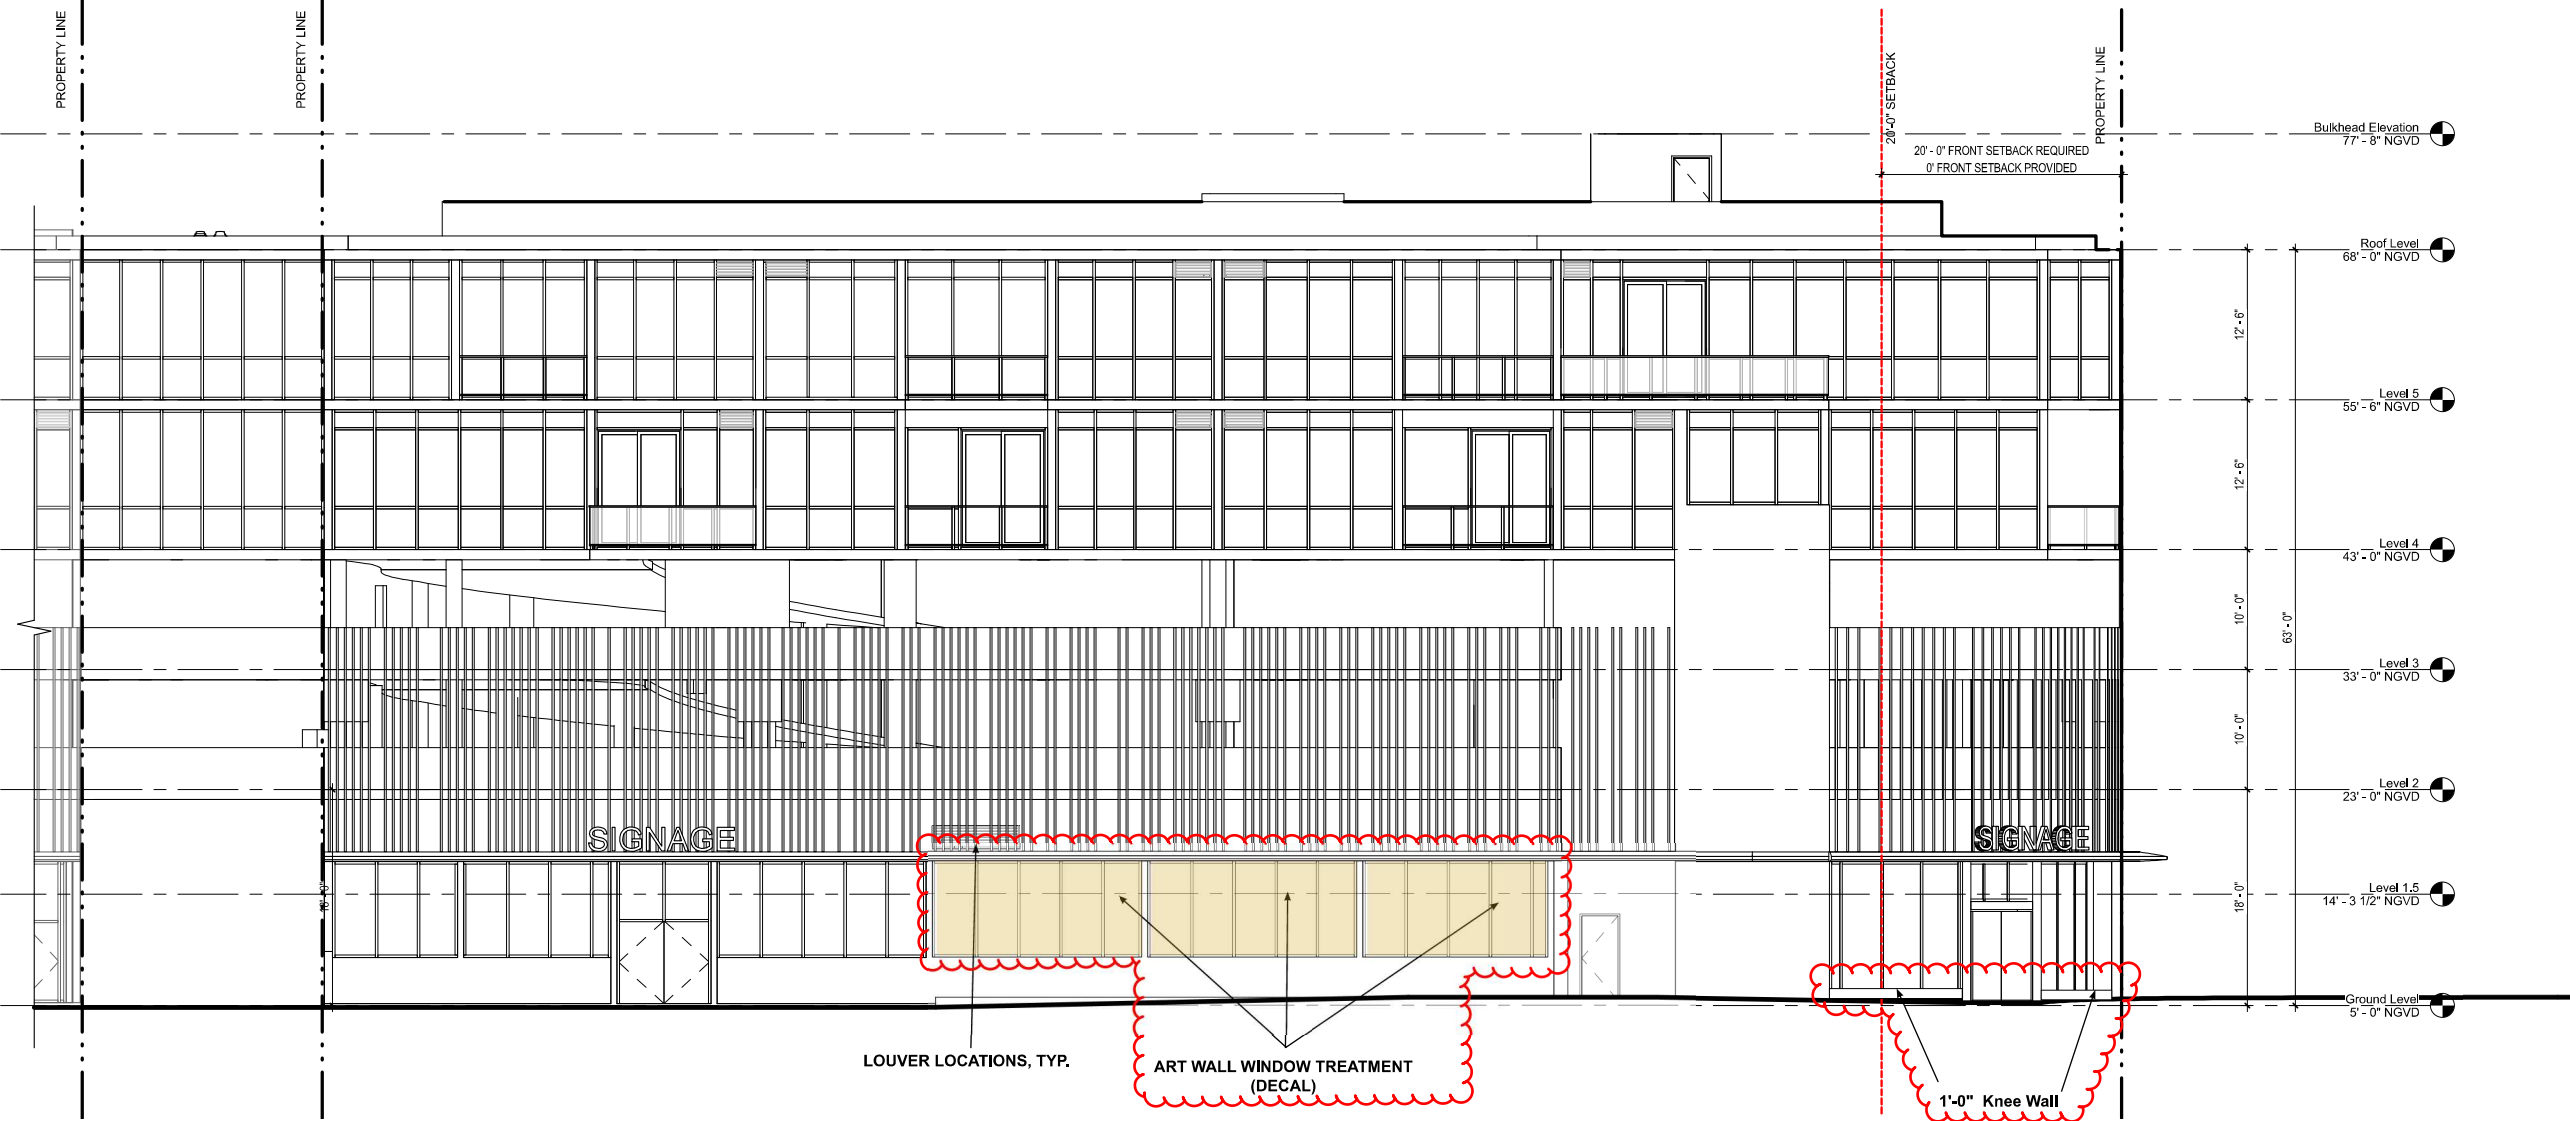 PROPERTY LINE
PROPERTY LINE
20'-0" SETBACK
PROPERTY LINE
Bulkhead Elevation
77' - 8" NGVD
20' - 0" FRONT SETBACK REQUIRED
0' FRONT SETBACK PROVIDED
Roof Level
68' - 0" NGVD
12' - 6"
Level 5
55' - 6" NGVD
12' - 6"
Level 4
43' - 0" NGVD
10' - 0"
63' - 0"
Level 3
33' - 0" NGVD
10' - 0"
Level 2
23' - 0" NGVD
SIGNAGE
SIGNAGE
18' - 0"
Level 1.5
14' - 3 1/2" NGVD
Ground Level
5' - 0" NGVD
LOUVER LOCATIONS, TYP.
ART WALL WINDOW TREATMENT
(DECAL)
1'-0" Knee Wall